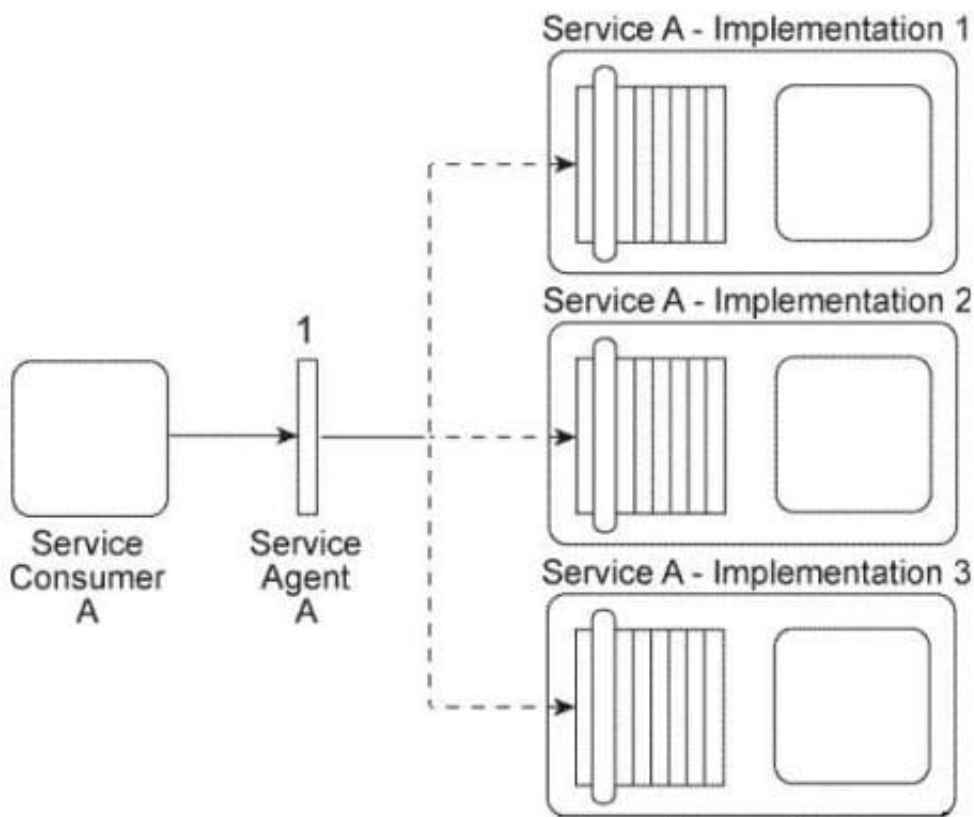 Service A - Implementation 1
Service A - Implementation 2
1
Service
Consumer
A
Service
Agent
A
Service A - Implementation 3